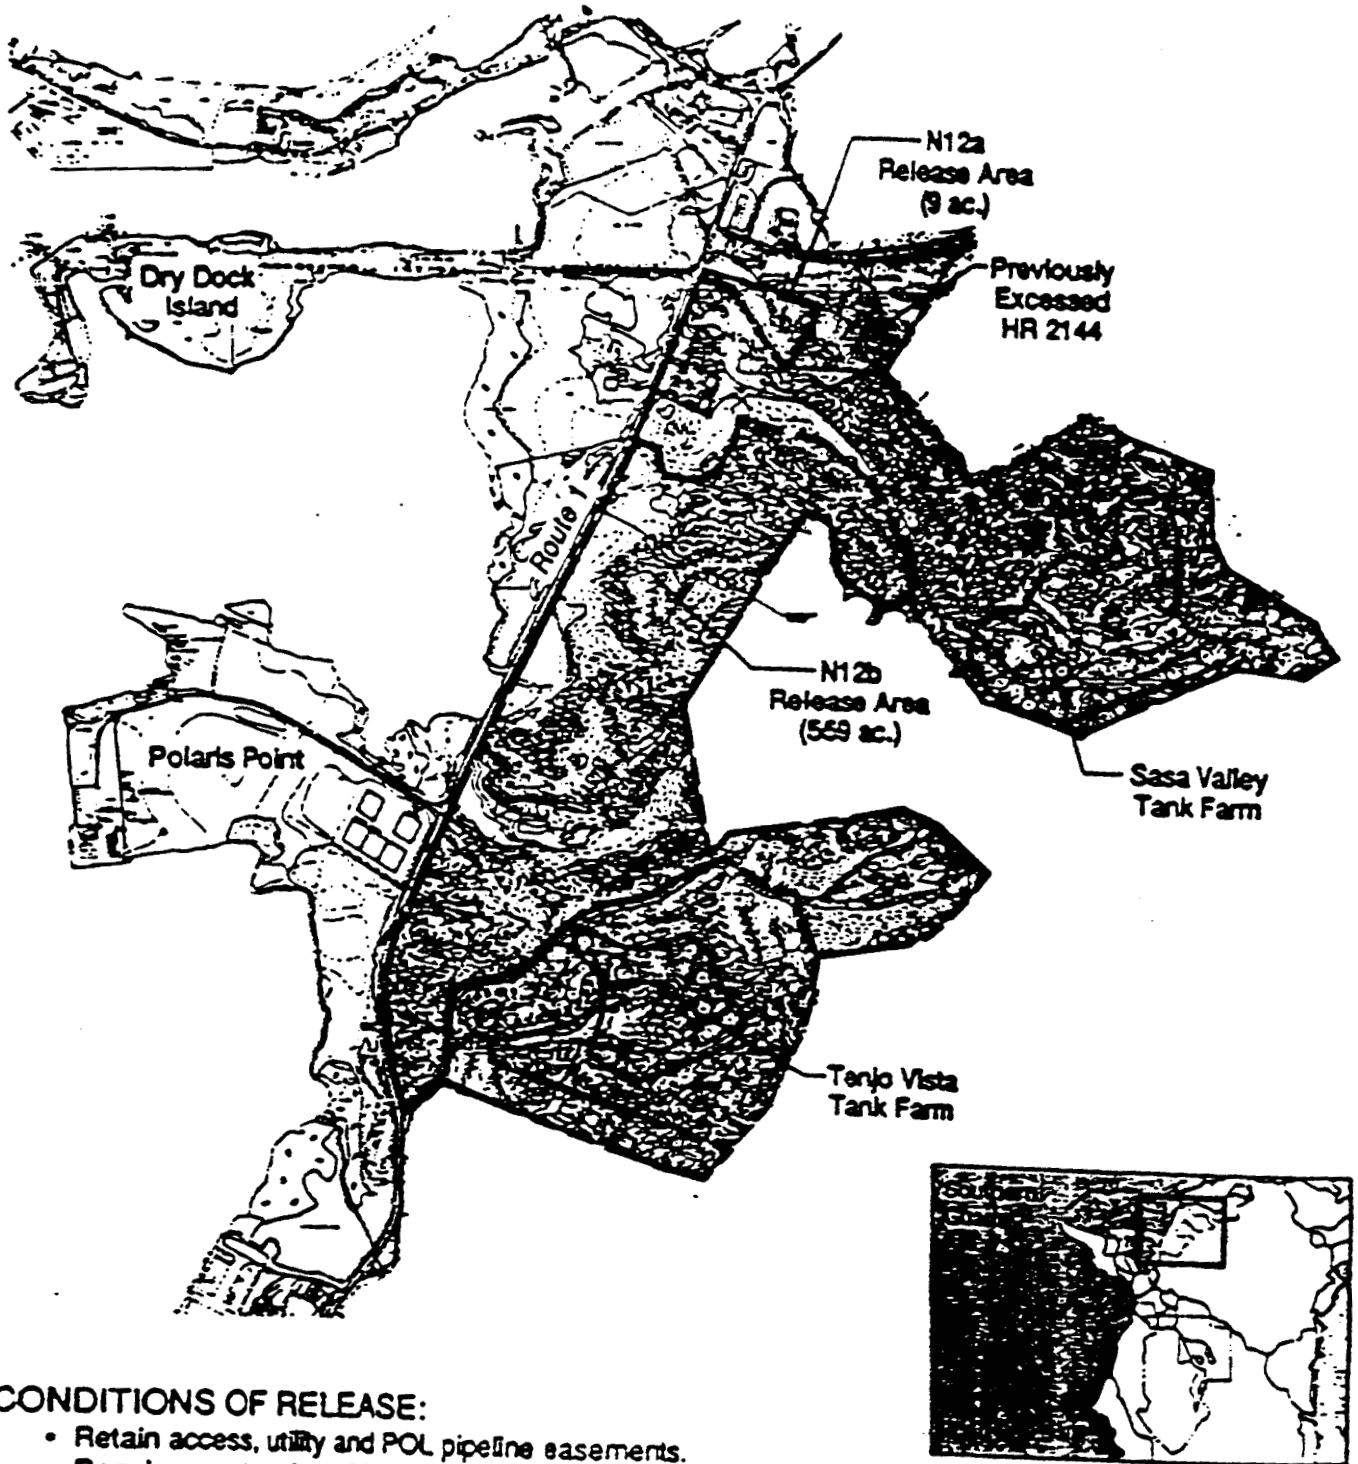 N12a
Release Area
(9 ac.)
Previously
Excessed
HR 2144
Dry Dock
Island
Route 1
N12b
Release Area
(559 ac.)
Polaris Point
Sasa Valley
Tank Farm
Tenjo Vista
Tank Farm
CONDITIONS OF RELEASE:
• Retain access, utility and POL pipeline easements.